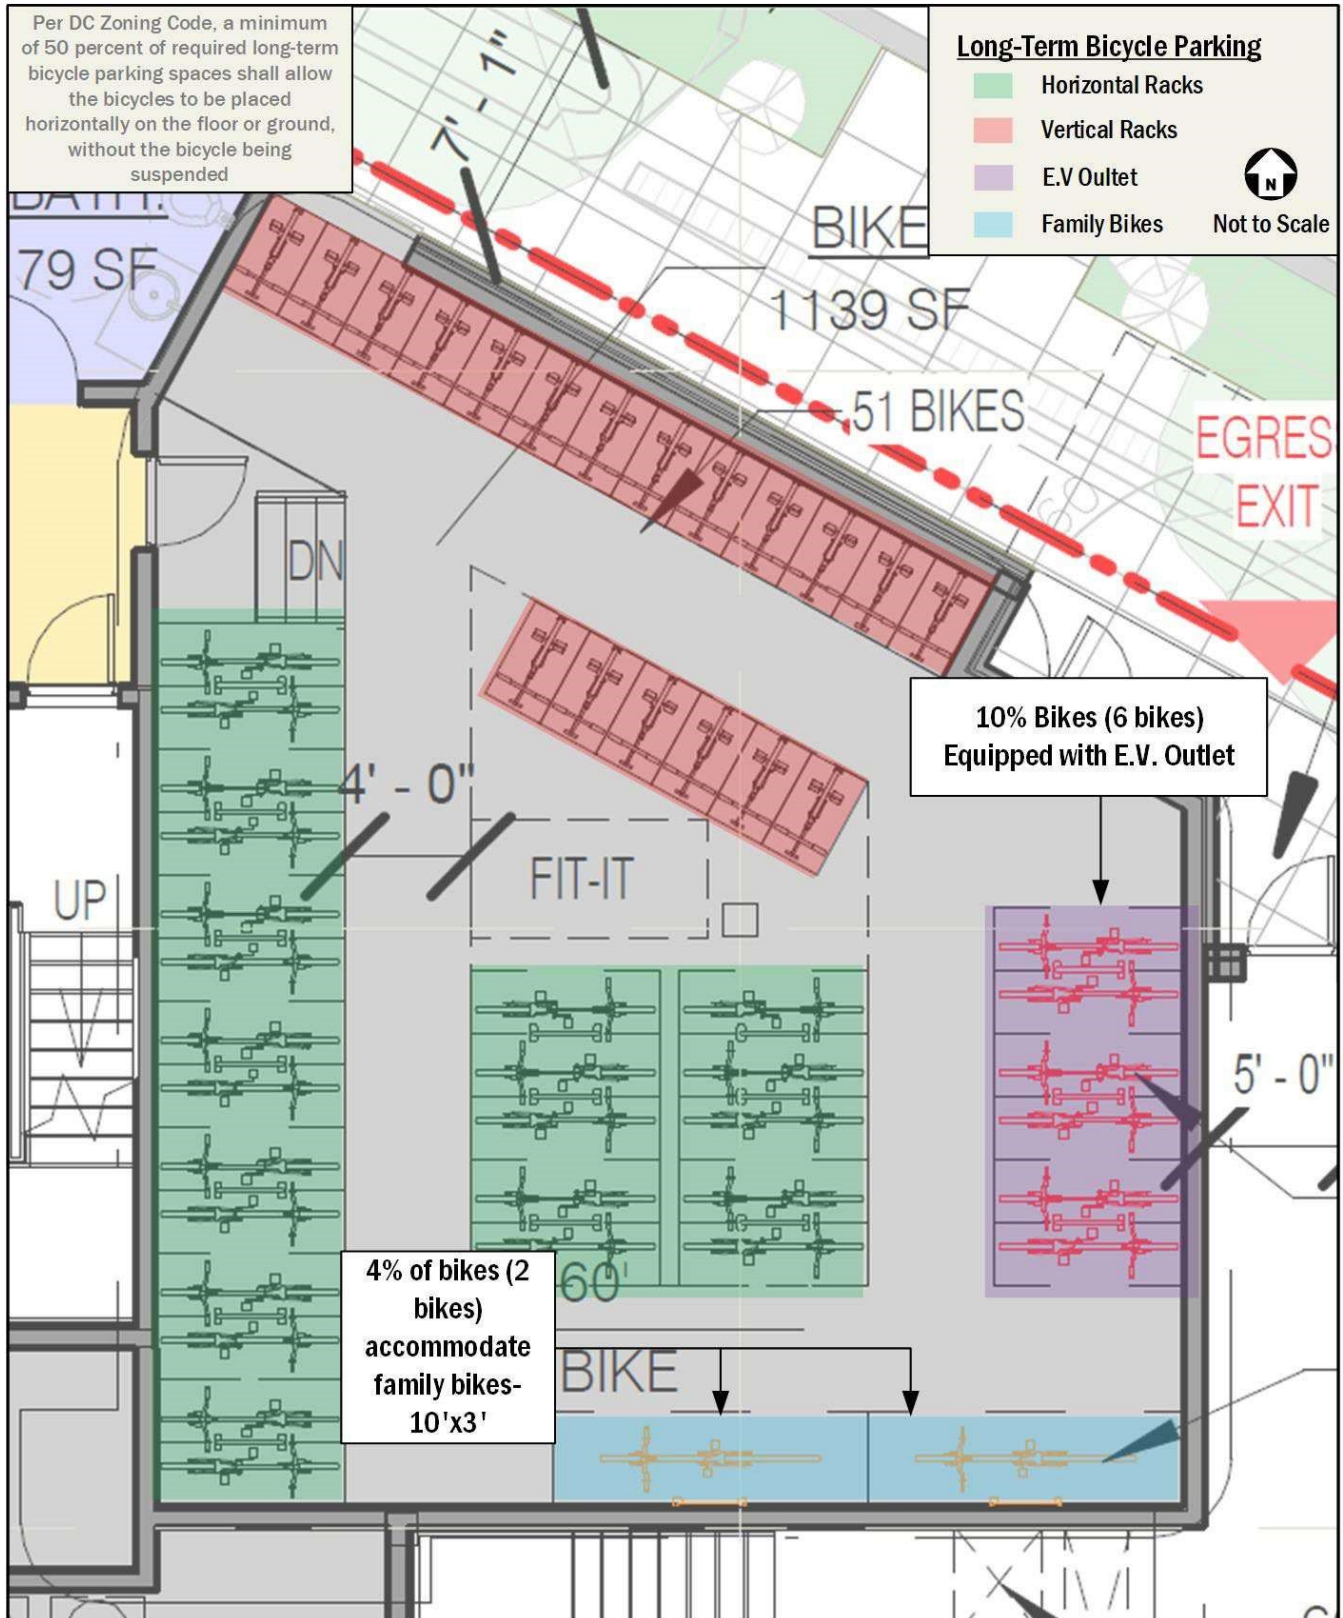 Per DC Zoning Code, a minimum
of 50 percent of required long-term
bicycle parking spaces shall allow
the bicycles to be placed
horizontally on the floor or ground,
without the bicycle being
suspended
Long-Term Bicycle Parking
Horizontal Racks
Vertical Racks
E.V Oultet
Family Bikes
N
Not to Scale
7' - 1"
BATH.
79 SF
BIKE
1139 SF
51 BIKES
EGRES
EXIT
60
DN
10% Bikes (6 bikes)
Equipped with E.V. Outlet
4' - 0"
FIT-IT
UP
5' - 0"
4% of bikes (2
bikes)
accommodate
family bikes-
10'x3'
60'
BIKE